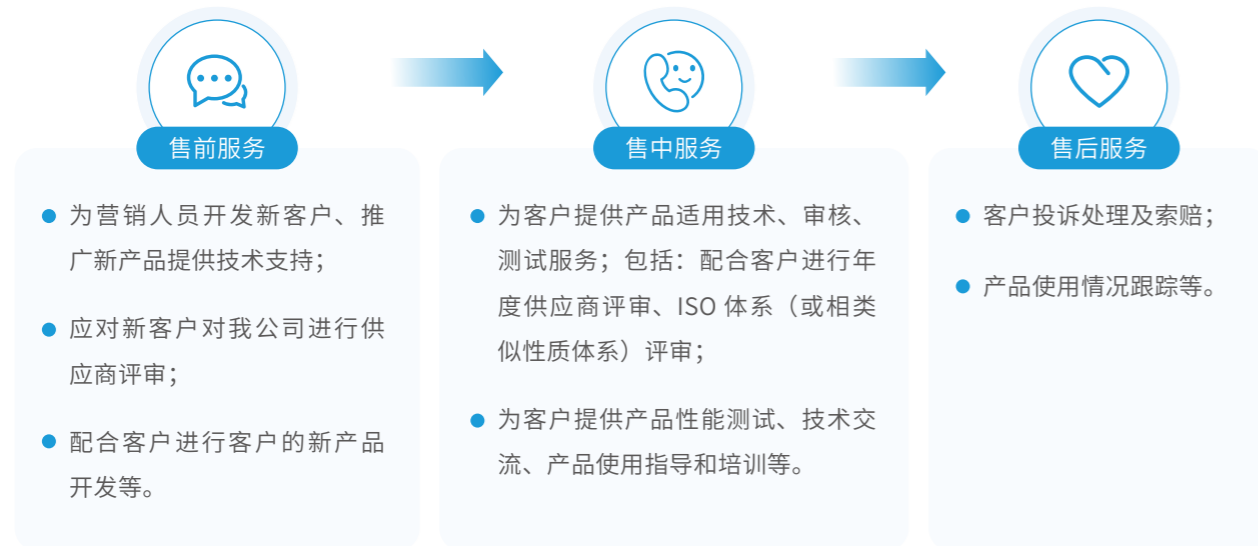 售前服务
为营销人员开发新客户、推
广新产品提供技术支持；
应对新客户对我公司进行供
应商评审；
配合客户进行客户的新产品
开发等。
售中服务
为客户提供产品适用技术、审核、
测试服务；包括：配合客户进行年
度供应商评审、ISO 体系（或相类
似性质体系）评审；
为客户提供产品性能测试、技术交
流、产品使用指导和培训等。
售后服务
客户投诉处理及索赔；
产品使用情况跟踪等。